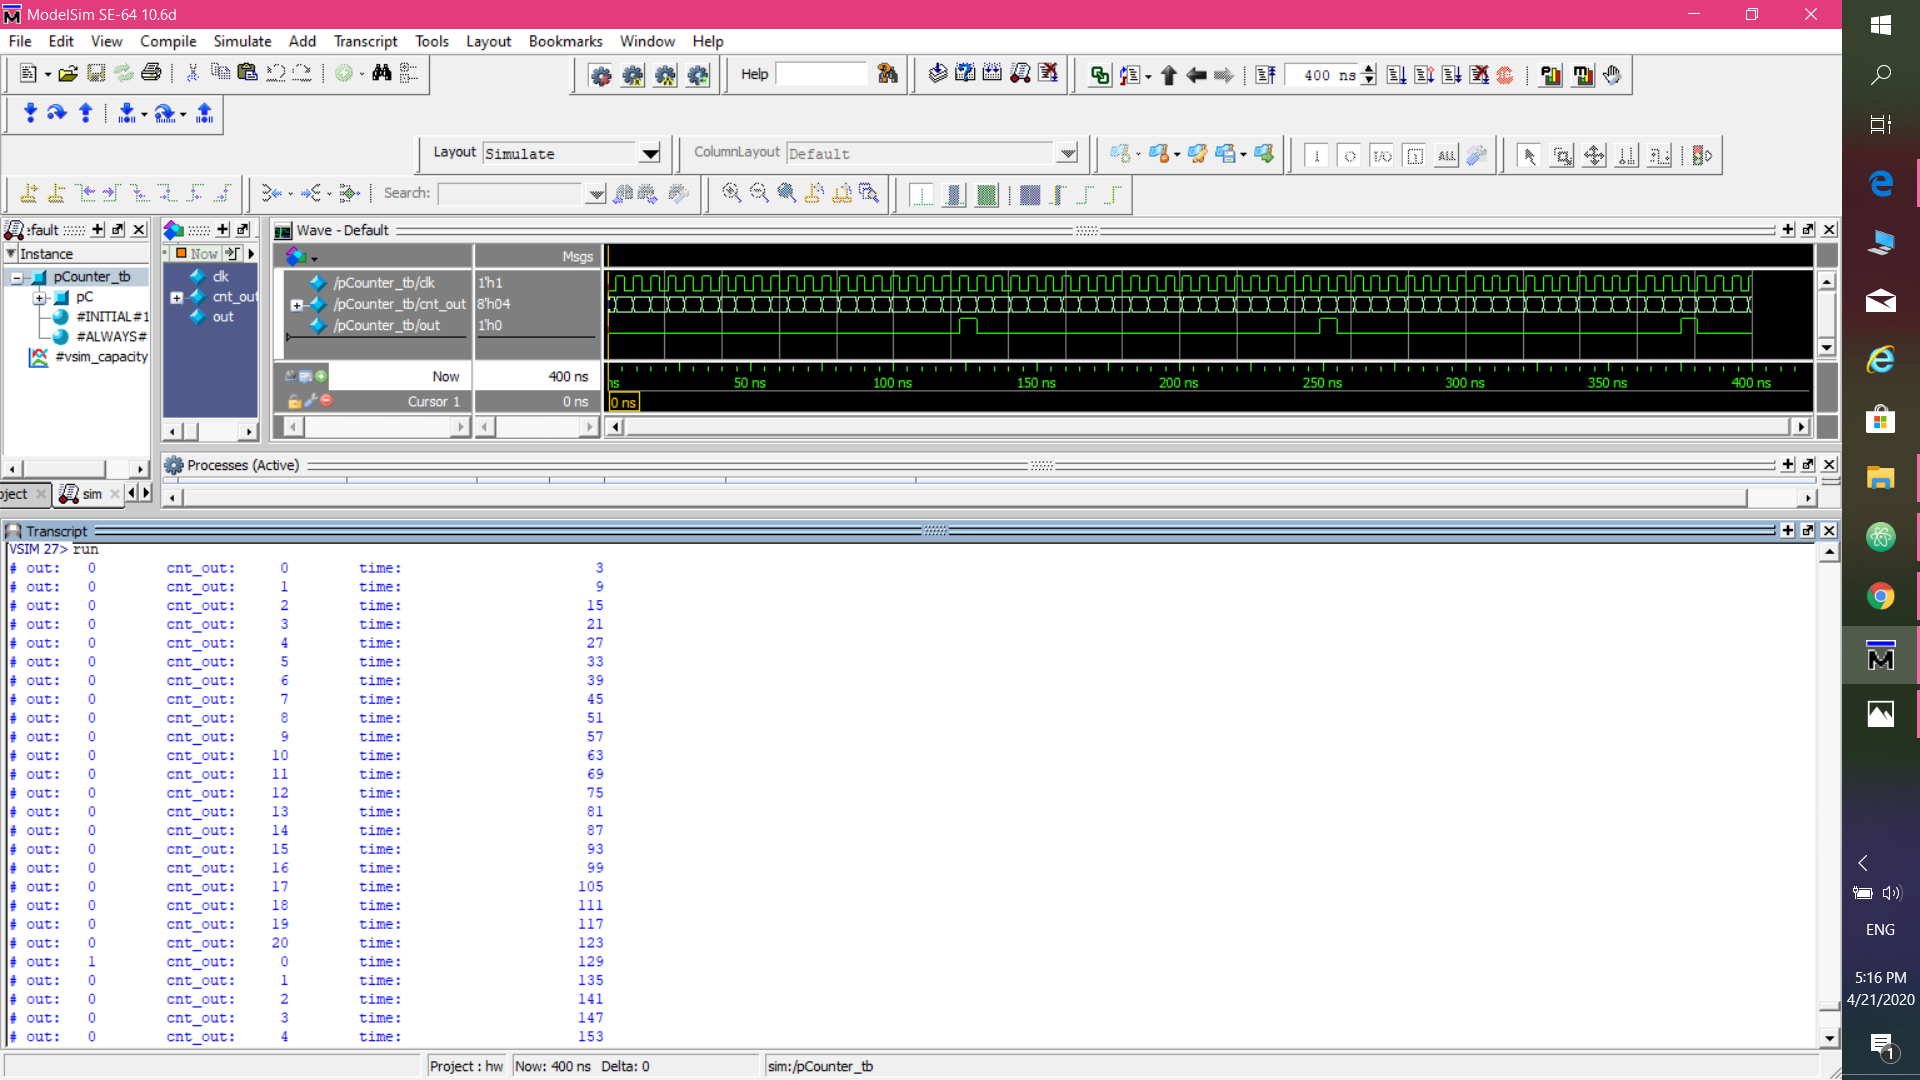 ModelSim SE-64 10.6d
File Edit View Compile Simulate Add Transcript Tools Layout Bookmarks Window Help
Help
400 ns
Layout Simulate
ColumnLayout Default
ALL
Search:
Default
Now
Wave - Default
Instance
Msgs
pCounter_tb
pC
#INITIAL#1
#ALWAYS#
#vsim_capacity
clk
cnt_out
out
/pCounter_tb/clk 1'h1
/pCounter_tb/cnt_out 8'h04
/pCounter_tb/out 1'h0
Now 400 ns
ns 50 ns 100 ns 150 ns 200 ns 250 ns 300 ns 350 ns 400 ns
Cursor 1 0 ns
0 ns
Processes (Active)
oject
sim
Transcript
VSIM 27> run
# out: 0 cnt_out: 0 time: 3
# out: 0 cnt_out: 1 time: 9
# out: 0 cnt_out: 2 time: 15
# out: 0 cnt_out: 3 time: 21
# out: 0 cnt_out: 4 time: 27
# out: 0 cnt_out: 5 time: 33
# out: 0 cnt_out: 6 time: 39
# out: 0 cnt_out: 7 time: 45
# out: 0 cnt_out: 8 time: 51
# out: 0 cnt_out: 9 time: 57
# out: 0 cnt_out: 10 time: 63
# out: 0 cnt_out: 11 time: 69
# out: 0 cnt_out: 12 time: 75
# out: 0 cnt_out: 13 time: 81
# out: 0 cnt_out: 14 time: 87
# out: 0 cnt_out: 15 time: 93
# out: 0 cnt_out: 16 time: 99
# out: 0 cnt_out: 17 time: 105
# out: 0 cnt_out: 18 time: 111
# out: 0 cnt_out: 19 time: 117
# out: 0 cnt_out: 20 time: 123
# out: 1 cnt_out: 0 time: 129
# out: 0 cnt_out: 1 time: 135
# out: 0 cnt_out: 2 time: 141
# out: 0 cnt_out: 3 time: 147
# out: 0 cnt_out: 4 time: 153
Project : hw
Now: 400 ns Delta: 0
sim:/pCounter_tb
ENG
5:16 PM
4/21/2020
1